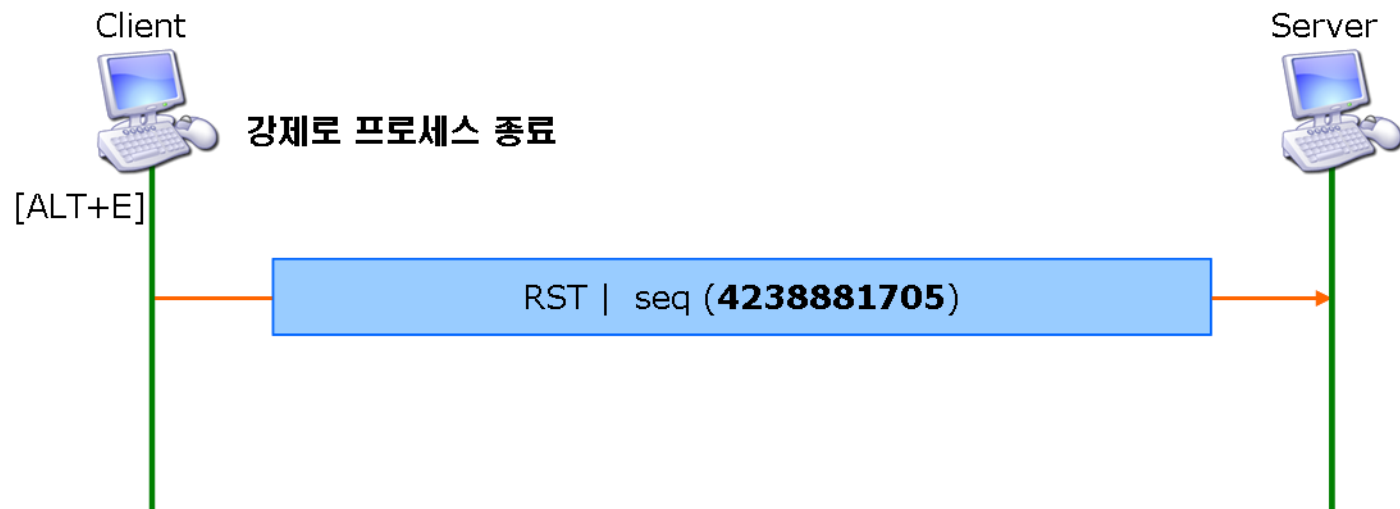 Client
Server
강제로 프로세스 종료
[ALT+E]
RST | seq (4238881705)